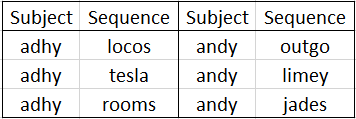 Subject Sequence Subject Sequence
adhy locos andy outgo
adhy tesla andy limey
adhy rooms andy jades